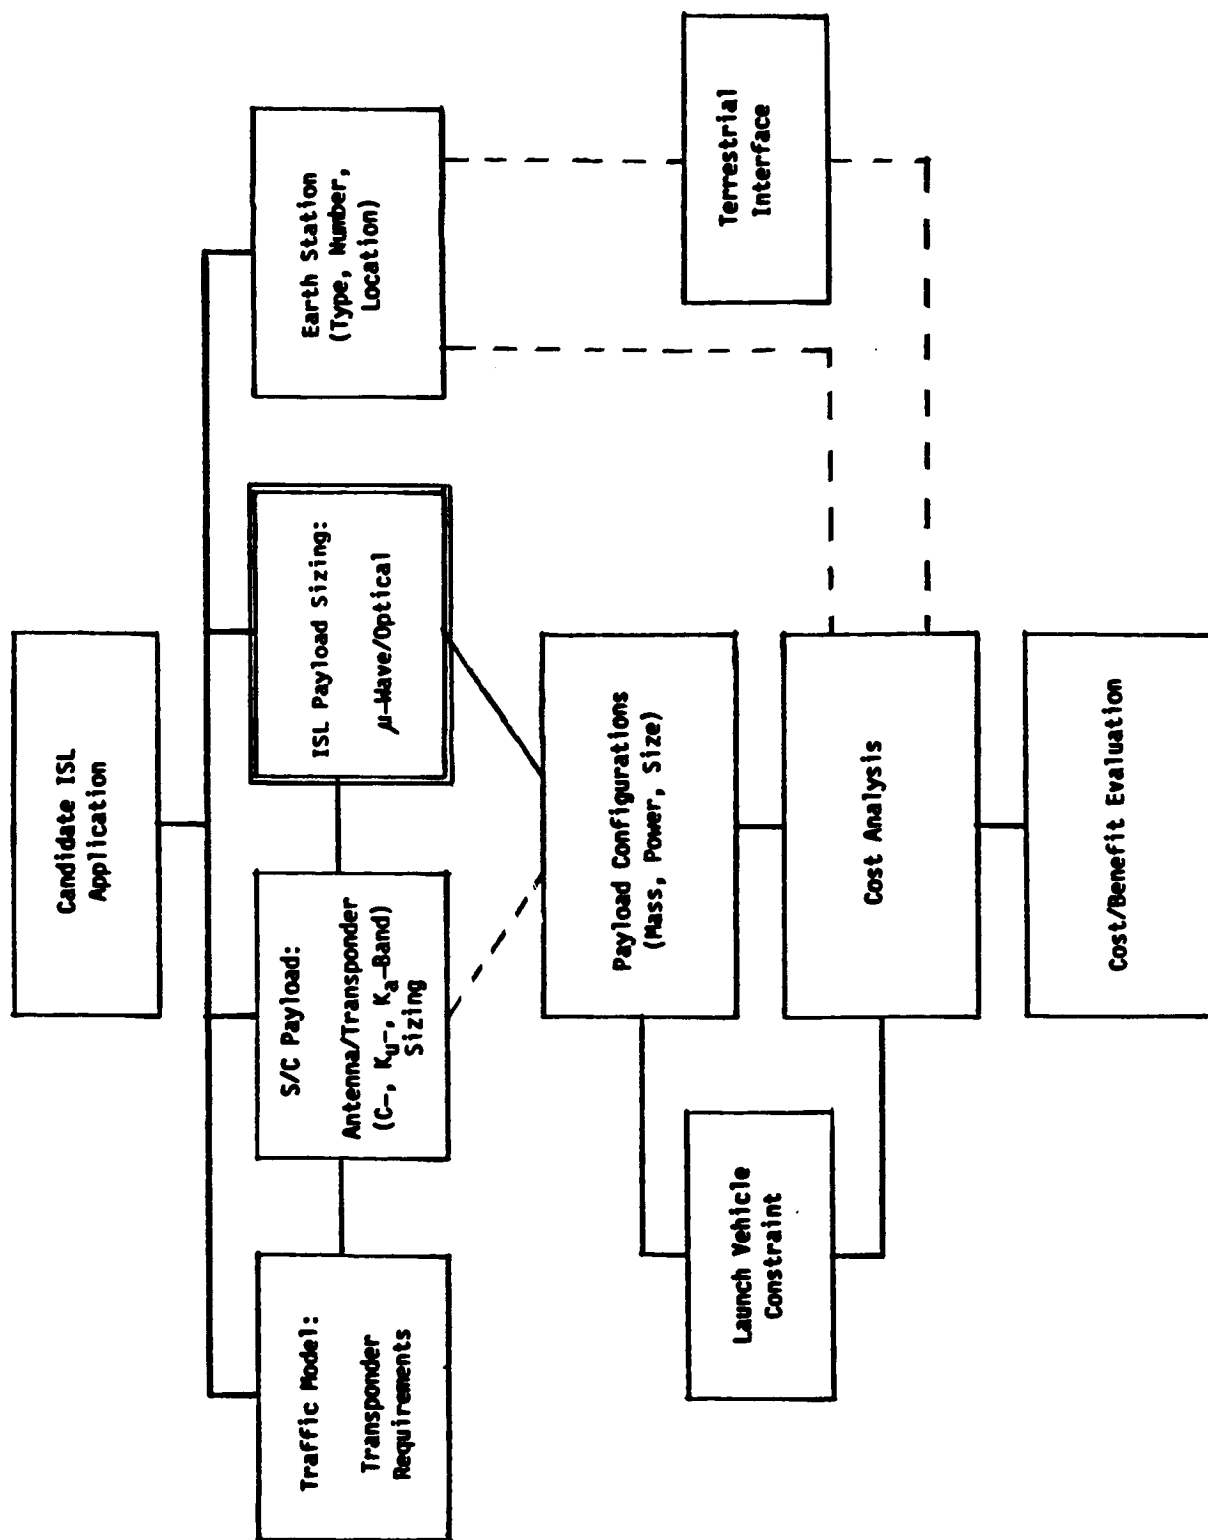 Candidate ISL
Application
Traffic Model:
Transponder
Requirements
S/C Payload:
Antenna/Transponder
(C-, Ku-, Ka-Band)
Sizing
ISL Payload Sizing:
μ-Wave/Optical
Earth Station
(Type, Number,
Location)
Payload Configurations
(Mass, Power, Size)
Launch Vehicle
Constraint
Terrestrial
Interface
Cost Analysis
Cost/Benefit Evaluation